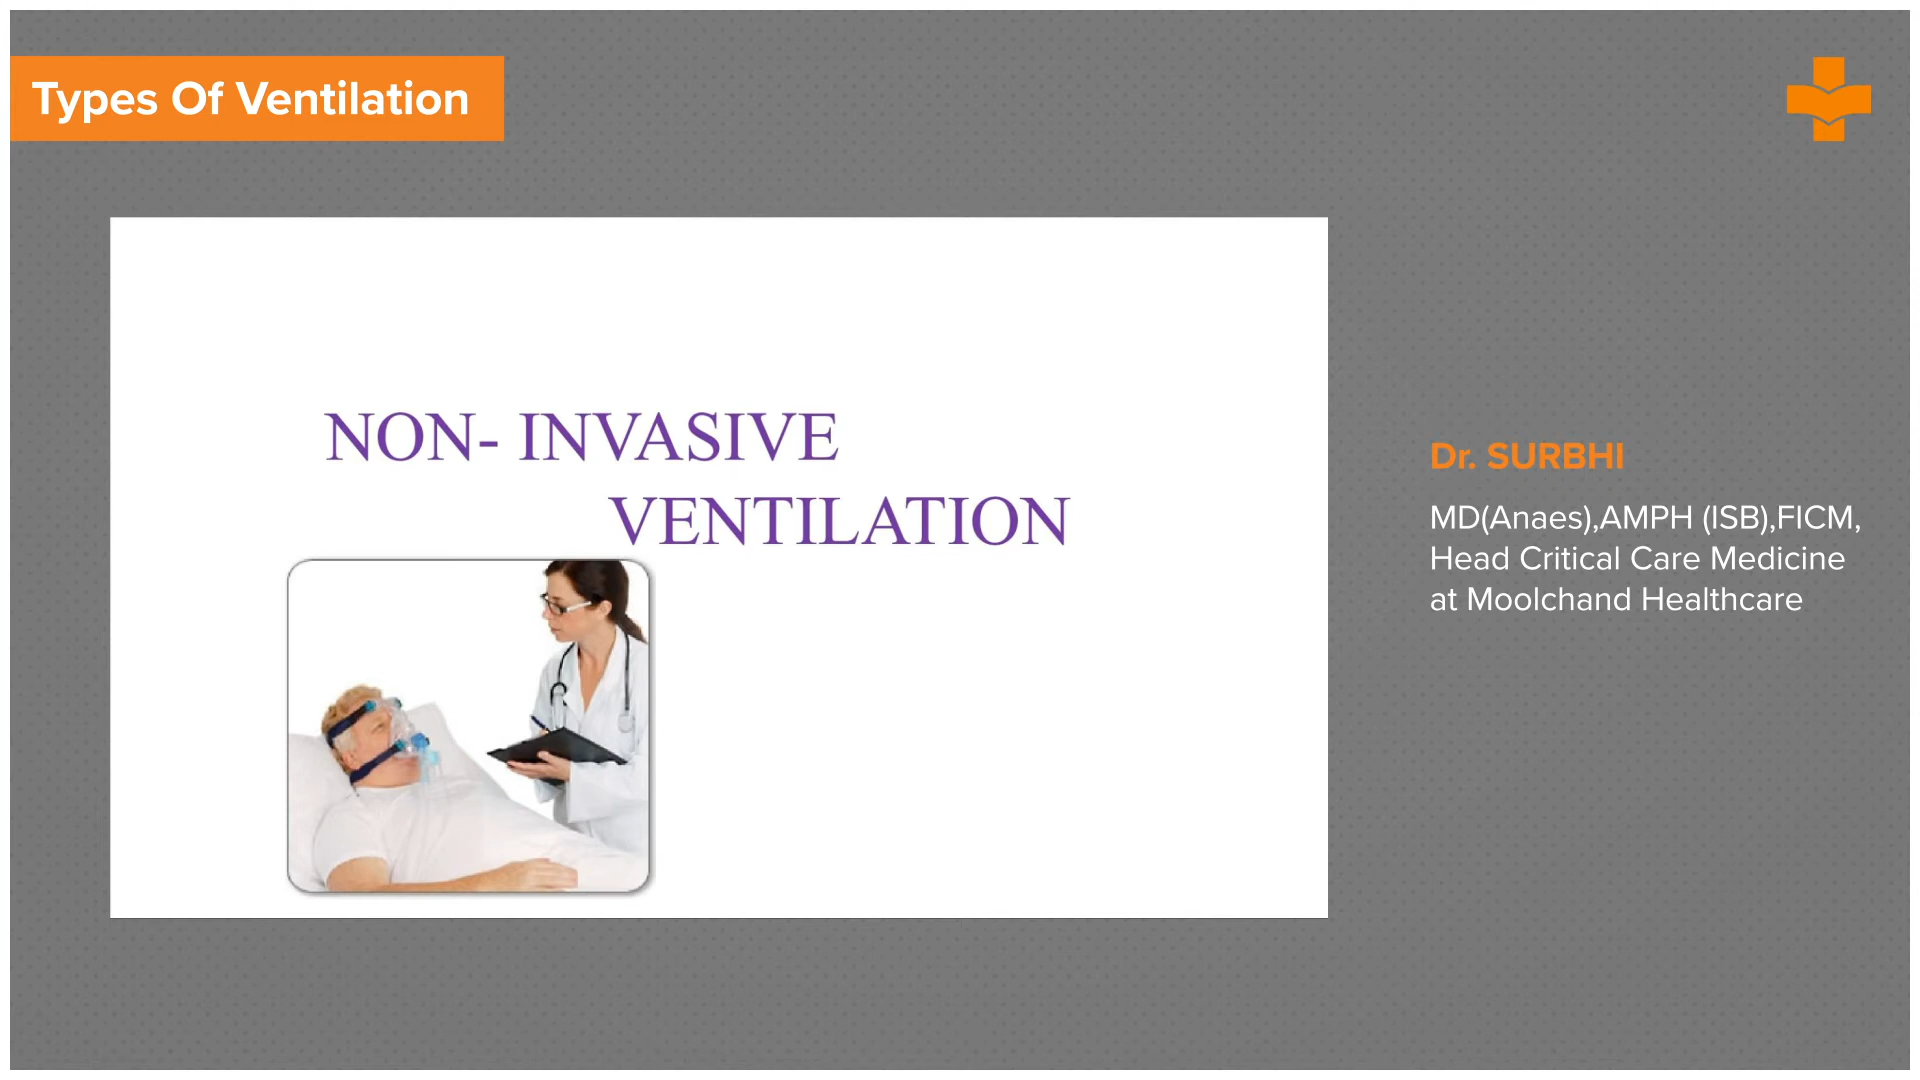 Types Of Ventilation
NON- INVASIVE
VENTILATION
Dr. SURBHI
MD(Anaes),AMPH (ISB),FICM,
Head Critical Care Medicine
at Moolchand Healthcare